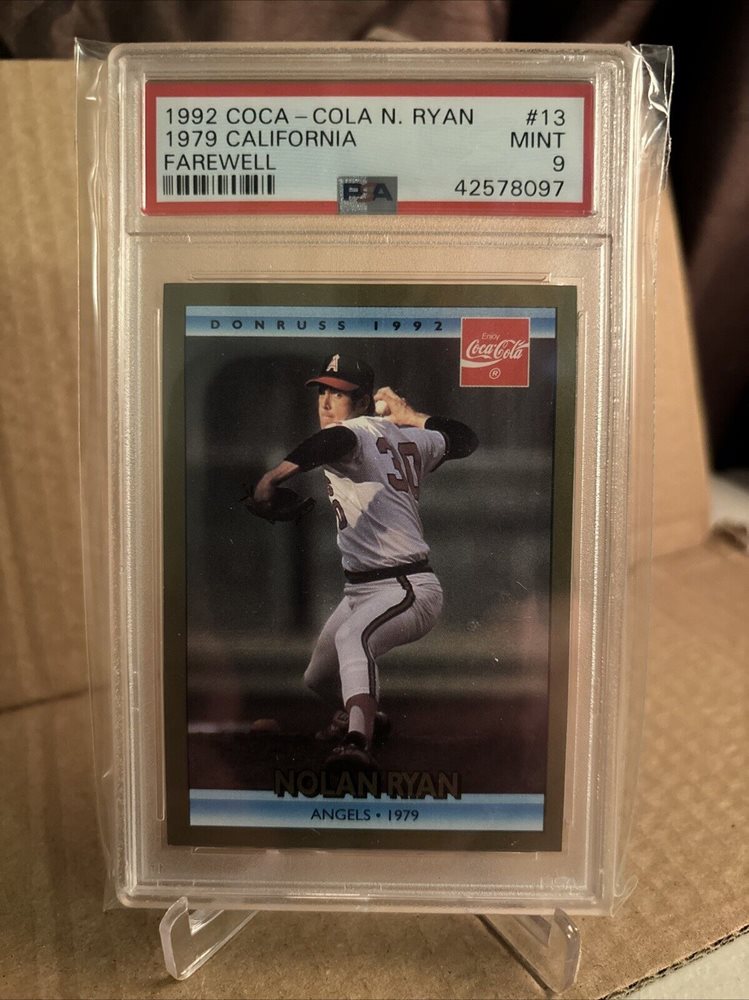 1992 COCA-COLA N. RYAN #13
1979 CALIFORNIA MINT
FAREWELL 9
PSA 42578097
DONRUSS 1992
Enjoy
Coca-Cola
®
A
30
NOLAN RYAN
ANGELS • 1979